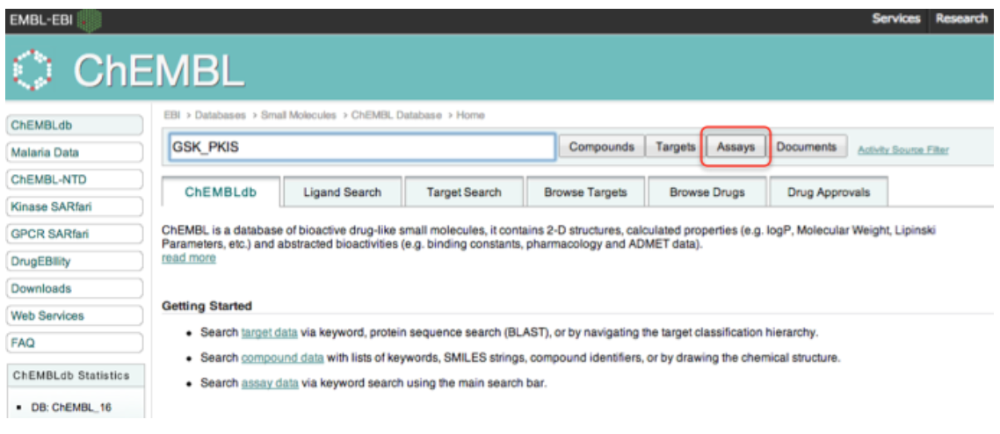 EMBL-EBI
Services Research
ChEMBL
EBI > Databases > Small Molecules > ChEMBL Database > Home
GSK_PKIS
Compounds Targets Assays Documents Activity Source Filter
ChEMBLdb Ligand Search Target Search Browse Targets Browse Drugs Drug Approvals
ChEMBL is a database of bioactive drug-like small molecules, it contains 2-D structures, calculated properties (e.g. logP, Molecular Weight, Lipinski
Parameters, etc.) and abstracted bioactivities (e.g. binding constants, pharmacology and ADMET data).
read more
Getting Started
• Search target data via keyword, protein sequence search (BLAST), or by navigating the target classification hierarchy.
• Search compound data with lists of keywords, SMILES strings, compound identifiers, or by drawing the chemical structure.
• Search assay data via keyword search using the main search bar.
ChEMBLdb
Malaria Data
ChEMBL-NTD
Kinase SARfari
GPCR SARfari
DrugEBIlity
Downloads
Web Services
FAQ
ChEMBLdb Statistics
▪ DB: ChEMBL_16